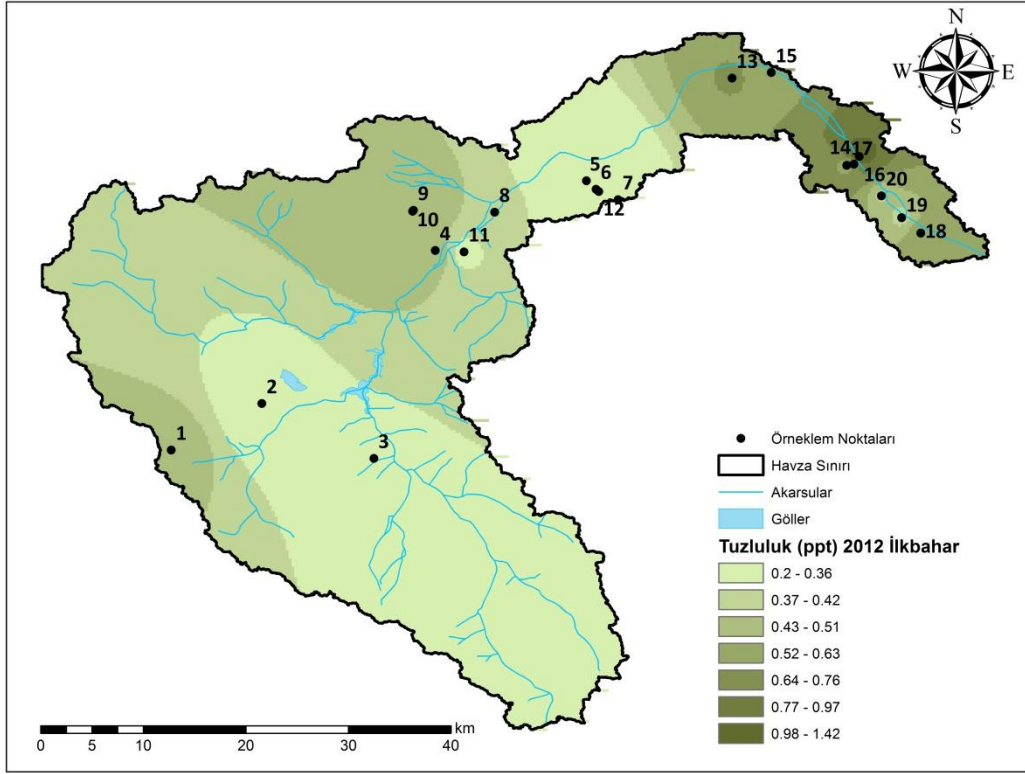 N
W E
S
13 15
14 17
16 20
19
18
5 6
7
12
9
10
8
4 11
2
1
3
Örneklem Noktaları
Havza Sınırı
Akarsular
Göller
Tuzluluk (ppt) 2012 İlkbahar
0.2 - 0.36
0.37 - 0.42
0.43 - 0.51
0.52 - 0.63
0.64 - 0.76
0.77 - 0.97
0.98 - 1.42
km
0 5 10 20 30 40